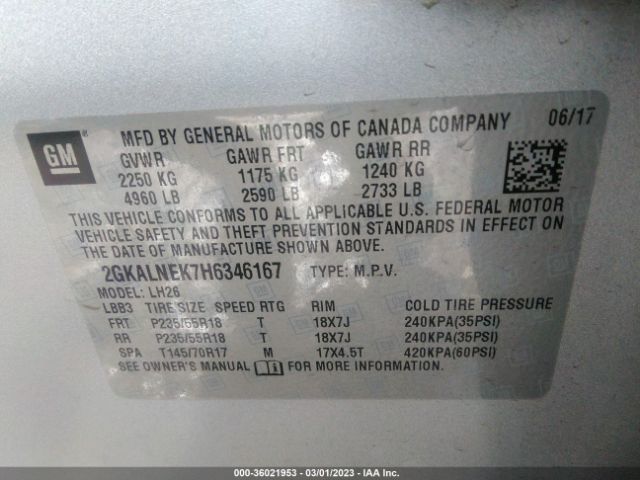 GM ® MFD BY GENERAL MOTORS OF CANADA COMPANY 06/17
GVWR GAWR FRT GAWR RR
2250 KG 1175 KG 1240 KG
4960 LB 2590 LB 2733 LB
THIS VEHICLE CONFORMS TO ALL APPLICABLE U.S. FEDERAL MOTOR
VEHICLE SAFETY AND THEFT PREVENTION STANDARDS IN EFFECT ON
THE DATE OF MANUFACTURE SHOWN ABOVE.
2GKALNEK7H6346167 TYPE: M.P.V.
MODEL: LH26
LBB3 TIRE SIZE SPEED RTG RIM COLD TIRE PRESSURE
FRT P235/55R18 T 18X7J 240KPA(35PSI)
RR P235/55R18 T 18X7J 240KPA(35PSI)
SPA T145/70R17 M 17X4.5T 420KPA(60PSI)
SEE OWNER'S MANUAL FOR MORE INFORMATION.
000-36021953 - 03/01/2023 - IAA Inc.